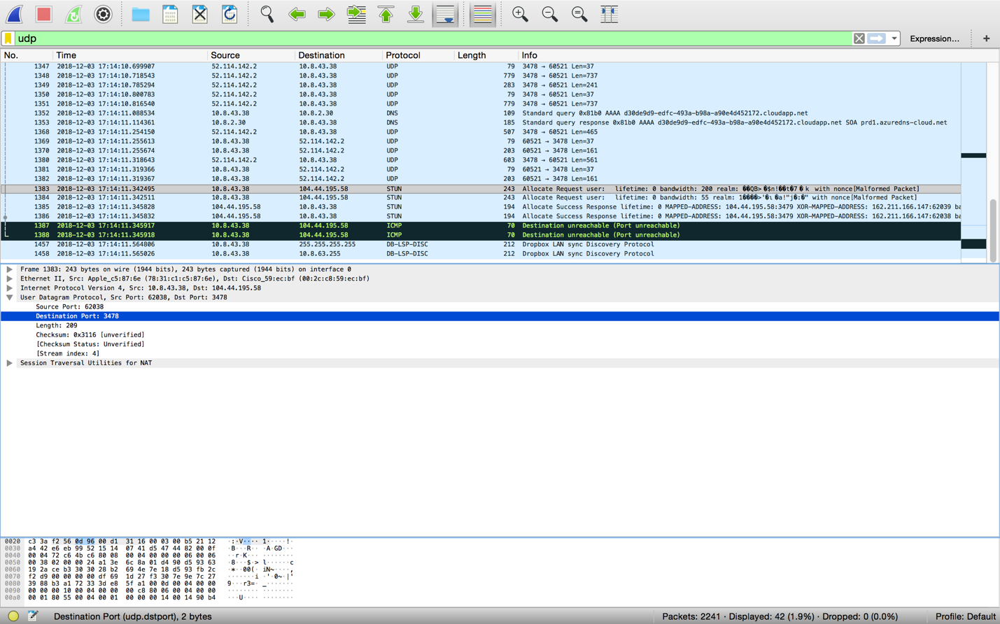 udp
Expression...
+
No. Time Source Destination Protocol Length Info
1347 2018-12-03 17:14:10.699907 52.114.142.2 10.8.43.38 UDP 79 3478 → 60521 Len=37
1348 2018-12-03 17:14:10.718543 52.114.142.2 10.8.43.38 UDP 779 3478 → 60521 Len=737
1349 2018-12-03 17:14:10.785294 52.114.142.2 10.8.43.38 UDP 283 3478 → 60521 Len=241
1350 2018-12-03 17:14:10.800783 52.114.142.2 10.8.43.38 UDP 79 3478 → 60521 Len=37
1351 2018-12-03 17:14:10.816540 52.114.142.2 10.8.43.38 UDP 779 3478 → 60521 Len=737
1352 2018-12-03 17:14:11.088534 10.8.43.38 10.8.2.30 DNS 109 Standard query 0x81b0 AAAA d30de9d9-edfc-493a-b98a-a90e4d452172.cloudapp.net
1353 2018-12-03 17:14:11.114361 10.8.2.30 10.8.43.38 DNS 185 Standard query response 0x81b0 AAAA d30de9d9-edfc-493a-b98a-a90e4d452172.cloudapp.net SOA prd1.azuredns-cloud.net
1368 2018-12-03 17:14:11.254150 52.114.142.2 10.8.43.38 UDP 507 3478 → 60521 Len=465
1369 2018-12-03 17:14:11.255613 10.8.43.38 52.114.142.2 UDP 79 60521 → 3478 Len=37
1370 2018-12-03 17:14:11.255674 10.8.43.38 52.114.142.2 UDP 203 60521 → 3478 Len=161
1380 2018-12-03 17:14:11.318643 52.114.142.2 10.8.43.38 UDP 603 3478 → 60521 Len=561
1381 2018-12-03 17:14:11.319366 10.8.43.38 52.114.142.2 UDP 79 60521 → 3478 Len=37
1382 2018-12-03 17:14:11.319367 10.8.43.38 52.114.142.2 UDP 203 60521 → 3478 Len=161
1383 2018-12-03 17:14:11.342495 10.8.43.38 104.44.195.58 STUN 243 Allocate Request user: lifetime: 0 bandwidth: 200 realm: ��QB>�$n!��t�7�k with nonce[Malformed Packet]
1384 2018-12-03 17:14:11.342511 10.8.43.38 104.44.195.58 STUN 243 Allocate Request user: lifetime: 0 bandwidth: 55 realm: with nonce[Malformed Packet]
1385 2018-12-03 17:14:11.345828 104.44.195.58 10.8.43.38 STUN 194 Allocate Success Response lifetime: 0 MAPPED-ADDRESS: 104.44.195.58:3479 XOR-MAPPED-ADDRESS: 162.211.166.147:62039 ba
1386 2018-12-03 17:14:11.345832 104.44.195.58 10.8.43.38 STUN 194 Allocate Success Response lifetime: 0 MAPPED-ADDRESS: 104.44.195.58:3479 XOR-MAPPED-ADDRESS: 162.211.166.147:62039 ba
1387 2018-12-03 17:14:11.345917 10.8.43.38 104.44.195.58 ICMP 70 Destination unreachable (Port unreachable)
1388 2018-12-03 17:14:11.345918 10.8.43.38 104.44.195.58 ICMP 70 Destination unreachable (Port unreachable)
1457 2018-12-03 17:14:11.564806 10.8.43.38 255.255.255.255 DB-LSP-DISC 212 Dropbox LAN sync Discovery Protocol
1458 2018-12-03 17:14:11.565026 10.8.43.38 10.8.63.255 DB-LSP-DISC 212 Dropbox LAN sync Discovery Protocol
Frame 1383: 243 bytes on wire (1944 bits), 243 bytes captured (1944 bits) on interface 0
Ethernet II, Src: Apple_c5:87:6e (78:31:c1:c5:87:6e), Dst: Cisco_59:ec:bf (00:2c:c8:59:ec:bf)
Internet Protocol Version 4, Src: 10.8.43.38, Dst: 104.44.195.58
User Datagram Protocol, Src Port: 62038, Dst Port: 3478
Source Port: 62038
Destination Port: 3478
Length: 209
Checksum: 0x3116 [unverified]
[Checksum Status: Unverified]
[Stream index: 4]
Session Traversal Utilities for NAT
0020 c3 3a f2 56 0d 96 00 d1 31 16 00 03 00 b5 21 12 ·:·V···· 1·····!·
0030 a4 42 e6 eb 99 52 15 14 07 41 d5 47 44 82 00 0f ·B···R·· ·A·GD···
0040 00 04 72 c6 4b c6 80 08 00 04 00 00 00 06 00 06 ··r·K··· ········
0050 00 38 02 00 00 24 a1 3e 6c 8a 01 d4 90 d5 93 63 ·8···$·> l······c
0060 19 2a ce b3 30 30 28 b2 69 4e 7e 18 d5 93 fb 2c ·*··00(· iN~····,
0070 f2 d9 00 00 00 00 df 69 1d 27 f3 30 7e 9e 7c 27 ·······i ·'·0~·|'
0080 39 88 b3 a1 72 33 3d e8 5f a1 00 0d 00 04 00 00 9···r3=· _·······
0090 00 00 00 10 00 04 00 00 00 c8 80 06 00 04 00 00 ········ ········
00a0 00 01 80 55 00 04 00 01 00 00 00 14 00 14 90 b4 ···U···· ········
Destination Port (udp.dstport), 2 bytes
Packets: 2241 · Displayed: 42 (1.9%) · Dropped: 0 (0.0%)
Profile: Default